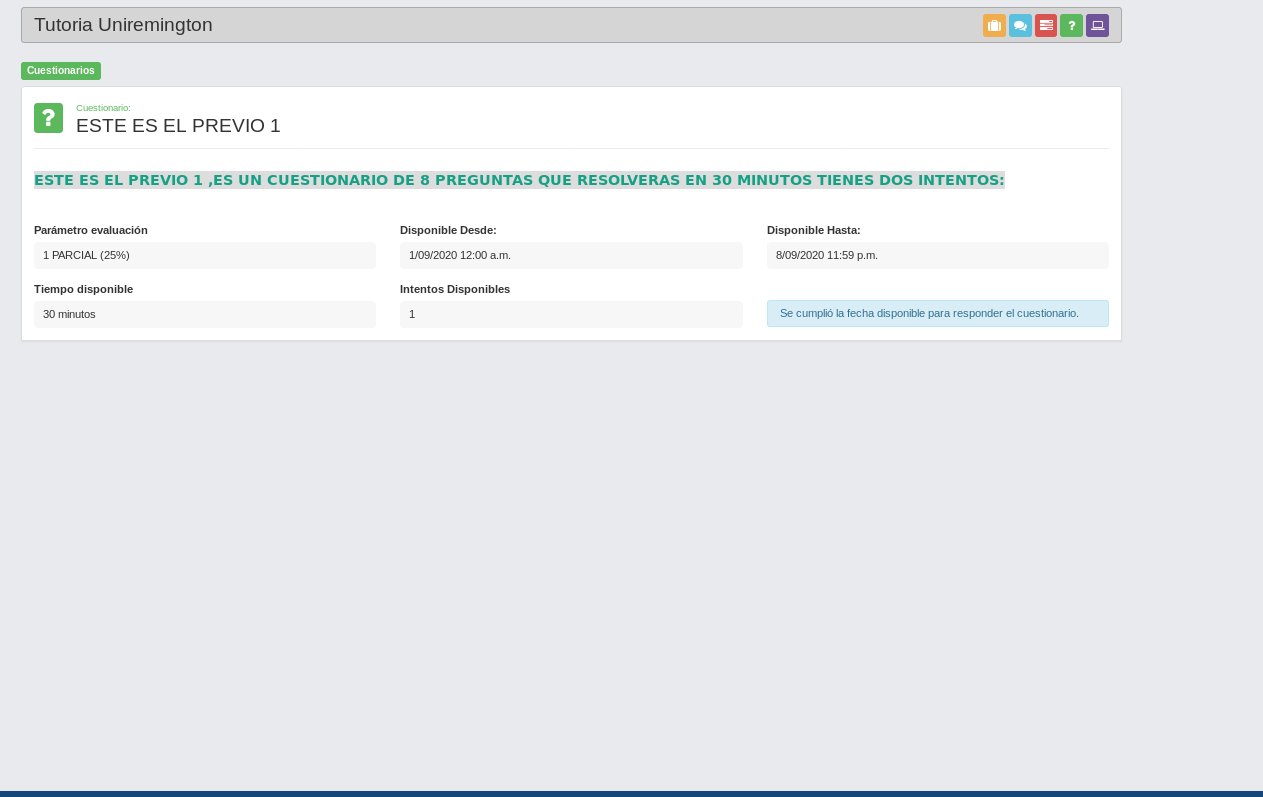 Tutoria Uniremington
Cuestionarios
Cuestionario:
ESTE ES EL PREVIO 1
ESTE ES EL PREVIO 1 ,ES UN CUESTIONARIO DE 8 PREGUNTAS QUE RESOLVERAS EN 30 MINUTOS TIENES DOS INTENTOS:
Parámetro evaluación
1 PARCIAL (25%)
Disponible Desde:
1/09/2020 12:00 a.m.
Disponible Hasta:
8/09/2020 11:59 p.m.
Tiempo disponible
30 minutos
Intentos Disponibles
1
Se cumplió la fecha disponible para responder el cuestionario.